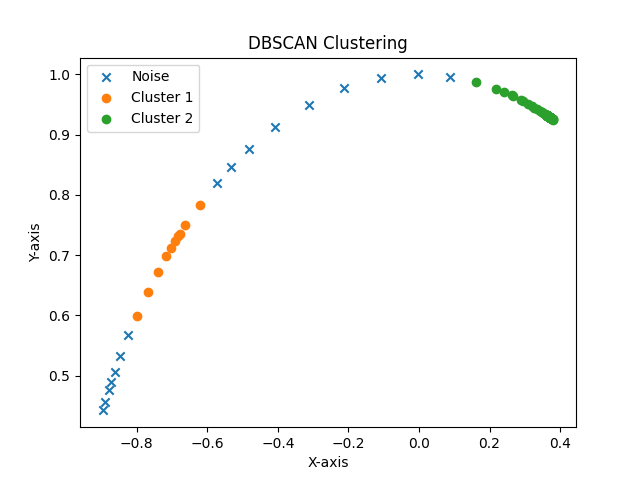 DBSCAN Clustering
Noise
Cluster 1
Cluster 2
1.0
0.9
0.8
0.7
0.6
0.5
Y-axis
−0.8 −0.6 −0.4 −0.2 0.0 0.2 0.4
X-axis